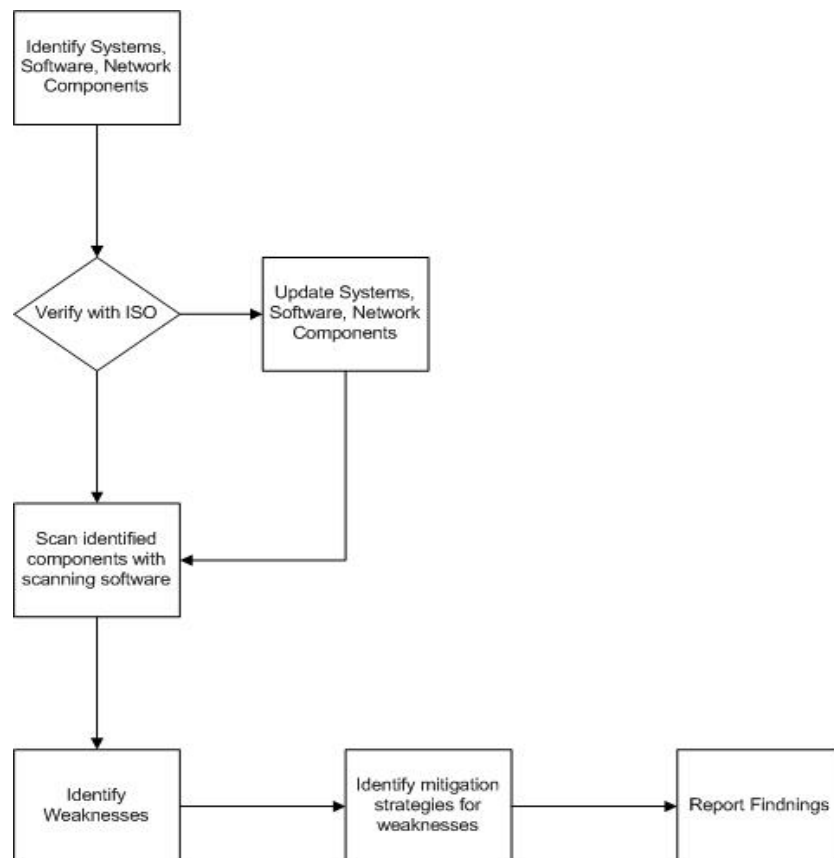 Identify Systems,
Software, Network
Components
Verify with ISO
Update Systems,
Software, Network
Components
Scan identified
components with
scanning software
Identify
Weaknesses
Identify mitigation
strategies for
weaknesses
Report Findnings